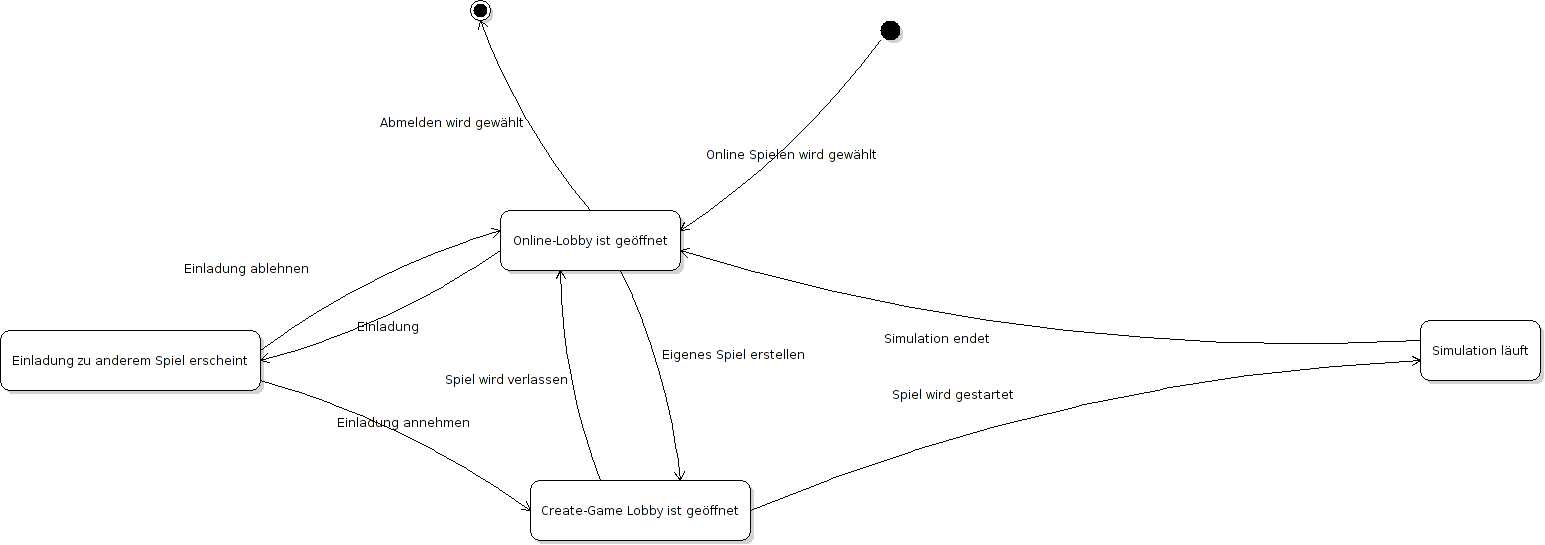 Abmelden wird gewählt
Online Spielen wird gewählt
Online-Lobby ist geöffnet
Einladung ablehnen
Einladung
Simulation endet
Einladung zu anderem Spiel erscheint
Eigenes Spiel erstellen
Simulation läuft
Spiel wird verlassen
Spiel wird gestartet
Einladung annehmen
Create-Game Lobby ist geöffnet